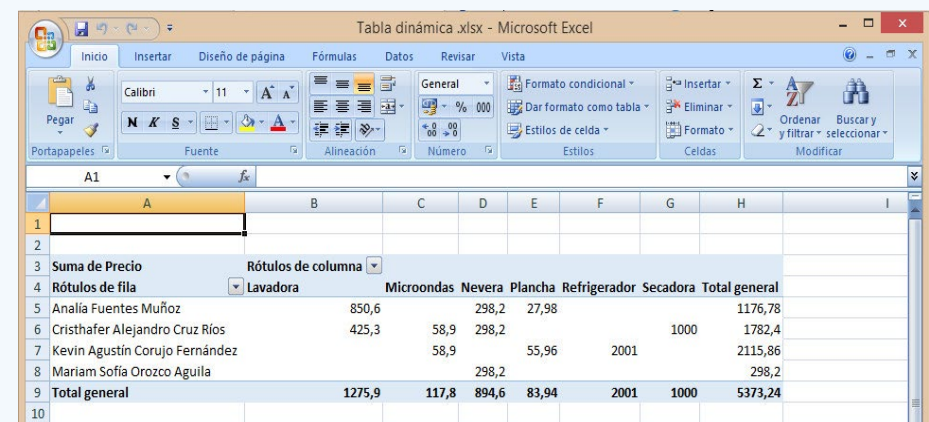 Tabla dinámica .xlsx - Microsoft Excel
Inicio Insertar Diseño de página Fórmulas Datos Revisar Vista
Pegar
Portapapeles
Calibri 11
N K S
Fuente
Alineación
General
% 000
Número
Formato condicional
Dar formato como tabla
Estilos de celda
Estilos
Insertar
Eliminar
Formato
Celdas
Σ
Ordenar y filtrar
Buscar y seleccionar
Modificar
A1 fx
A B C D E F G H I
1
2
3 Suma de Precio Rótulos de columna
4 Rótulos de fila Lavadora Microondas Nevera Plancha Refrigerador Secadora Total general
5 Analía Fuentes Muñoz 850,6 298,2 27,98 1176,78
6 Cristhafer Alejandro Cruz Ríos 425,3 58,9 298,2 1000 1782,4
7 Kevin Agustín Corujo Fernández 58,9 55,96 2001 2115,86
8 Mariam Sofía Orozco Aguila 298,2 298,2
9 Total general 1275,9 117,8 894,6 83,94 2001 1000 5373,24
10